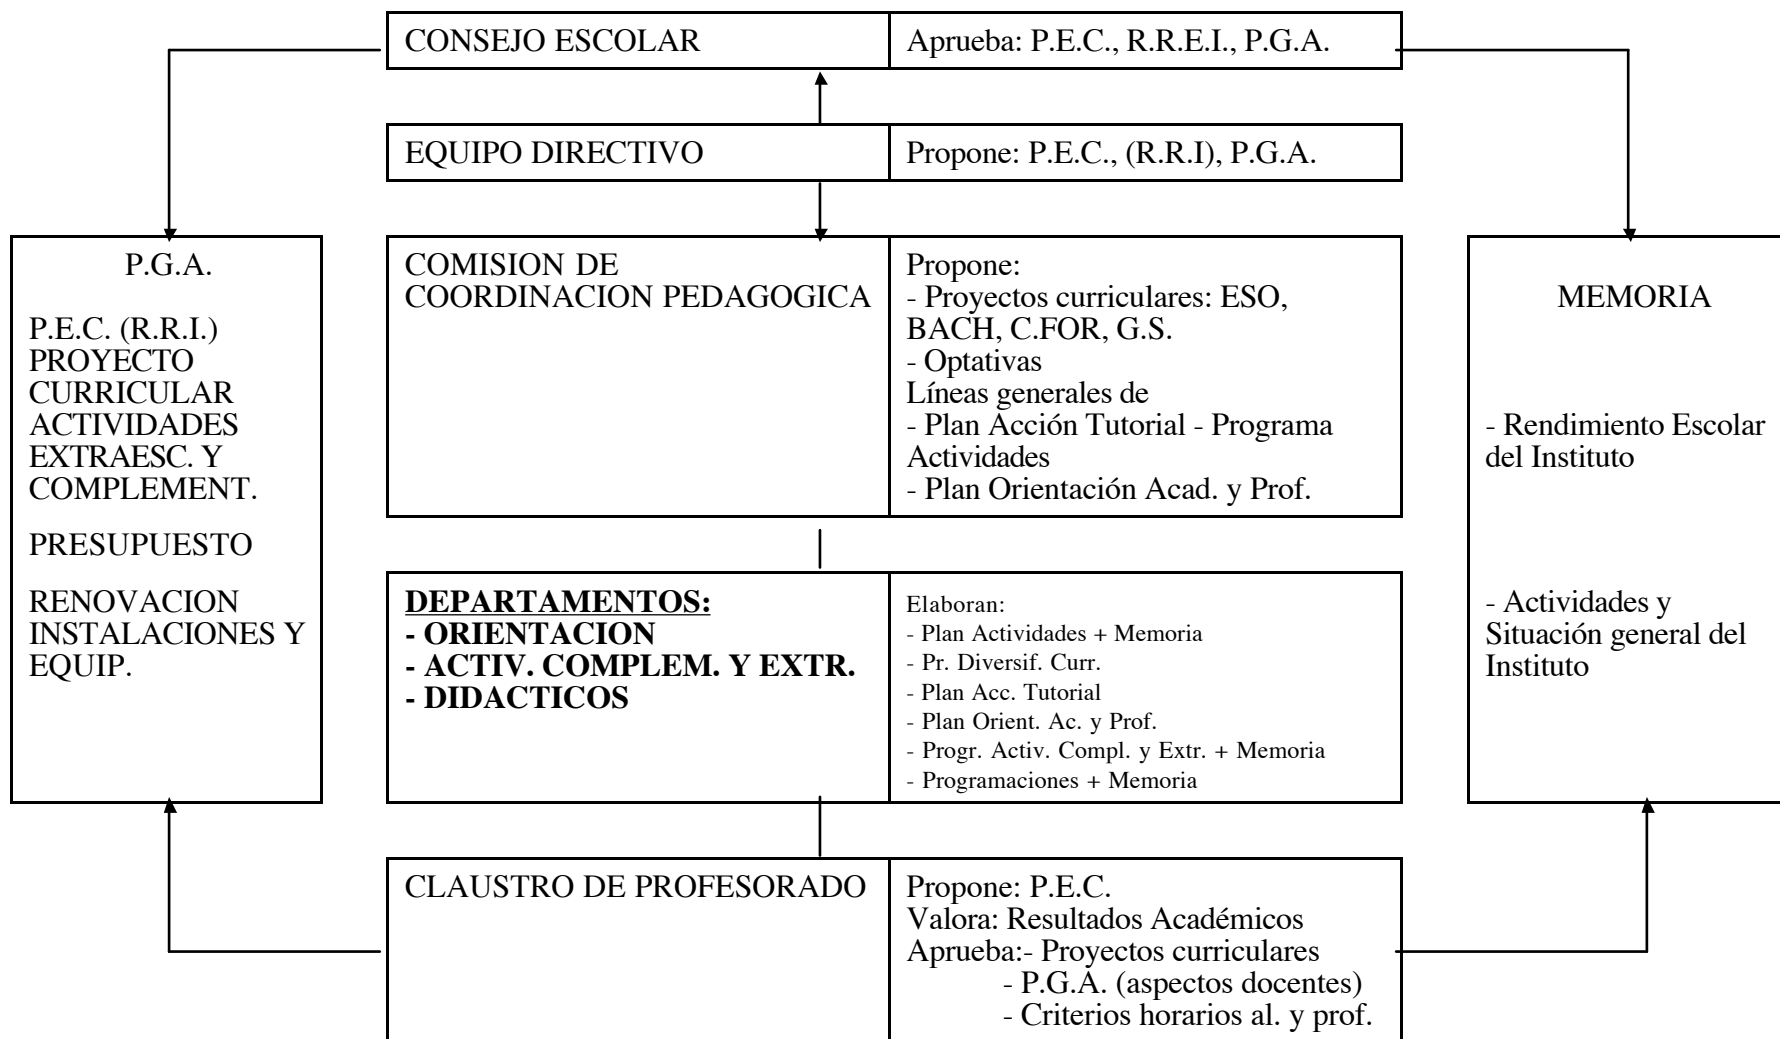 CONSEJO ESCOLAR
Aprueba: P.E.C., R.R.E.I., P.G.A.
EQUIPO DIRECTIVO
Propone: P.E.C., (R.R.I), P.G.A.
P.G.A.
P.E.C. (R.R.I.)
PROYECTO
CURRICULAR
ACTIVIDADES
EXTRAESC. Y
COMPLEMENT.
PRESUPUESTO
RENOVACION
INSTALACIONES Y
EQUIP.
COMISION DE
COORDINACION PEDAGOGICA
Propone:
- Proyectos curriculares: ESO,
BACH, C.FOR, G.S.
- Optativas
Líneas generales de
- Plan Acción Tutorial - Programa
Actividades
- Plan Orientación Acad. y Prof.
MEMORIA
- Rendimiento Escolar
del Instituto
- Actividades y
Situación general del
Instituto
DEPARTAMENTOS:
- ORIENTACION
- ACTIV. COMPLEM. Y EXTR.
- DIDACTICOS
Elaboran:
- Plan Actividades + Memoria
- Pr. Diversif. Curr.
- Plan Acc. Tutorial
- Plan Orient. Ac. y Prof.
- Progr. Activ. Compl. y Extr. + Memoria
- Programaciones + Memoria
CLAUSTRO DE PROFESORADO
Propone: P.E.C.
Valora: Resultados Académicos
Aprueba:- Proyectos curriculares
- P.G.A. (aspectos docentes)
- Criterios horarios al. y prof.